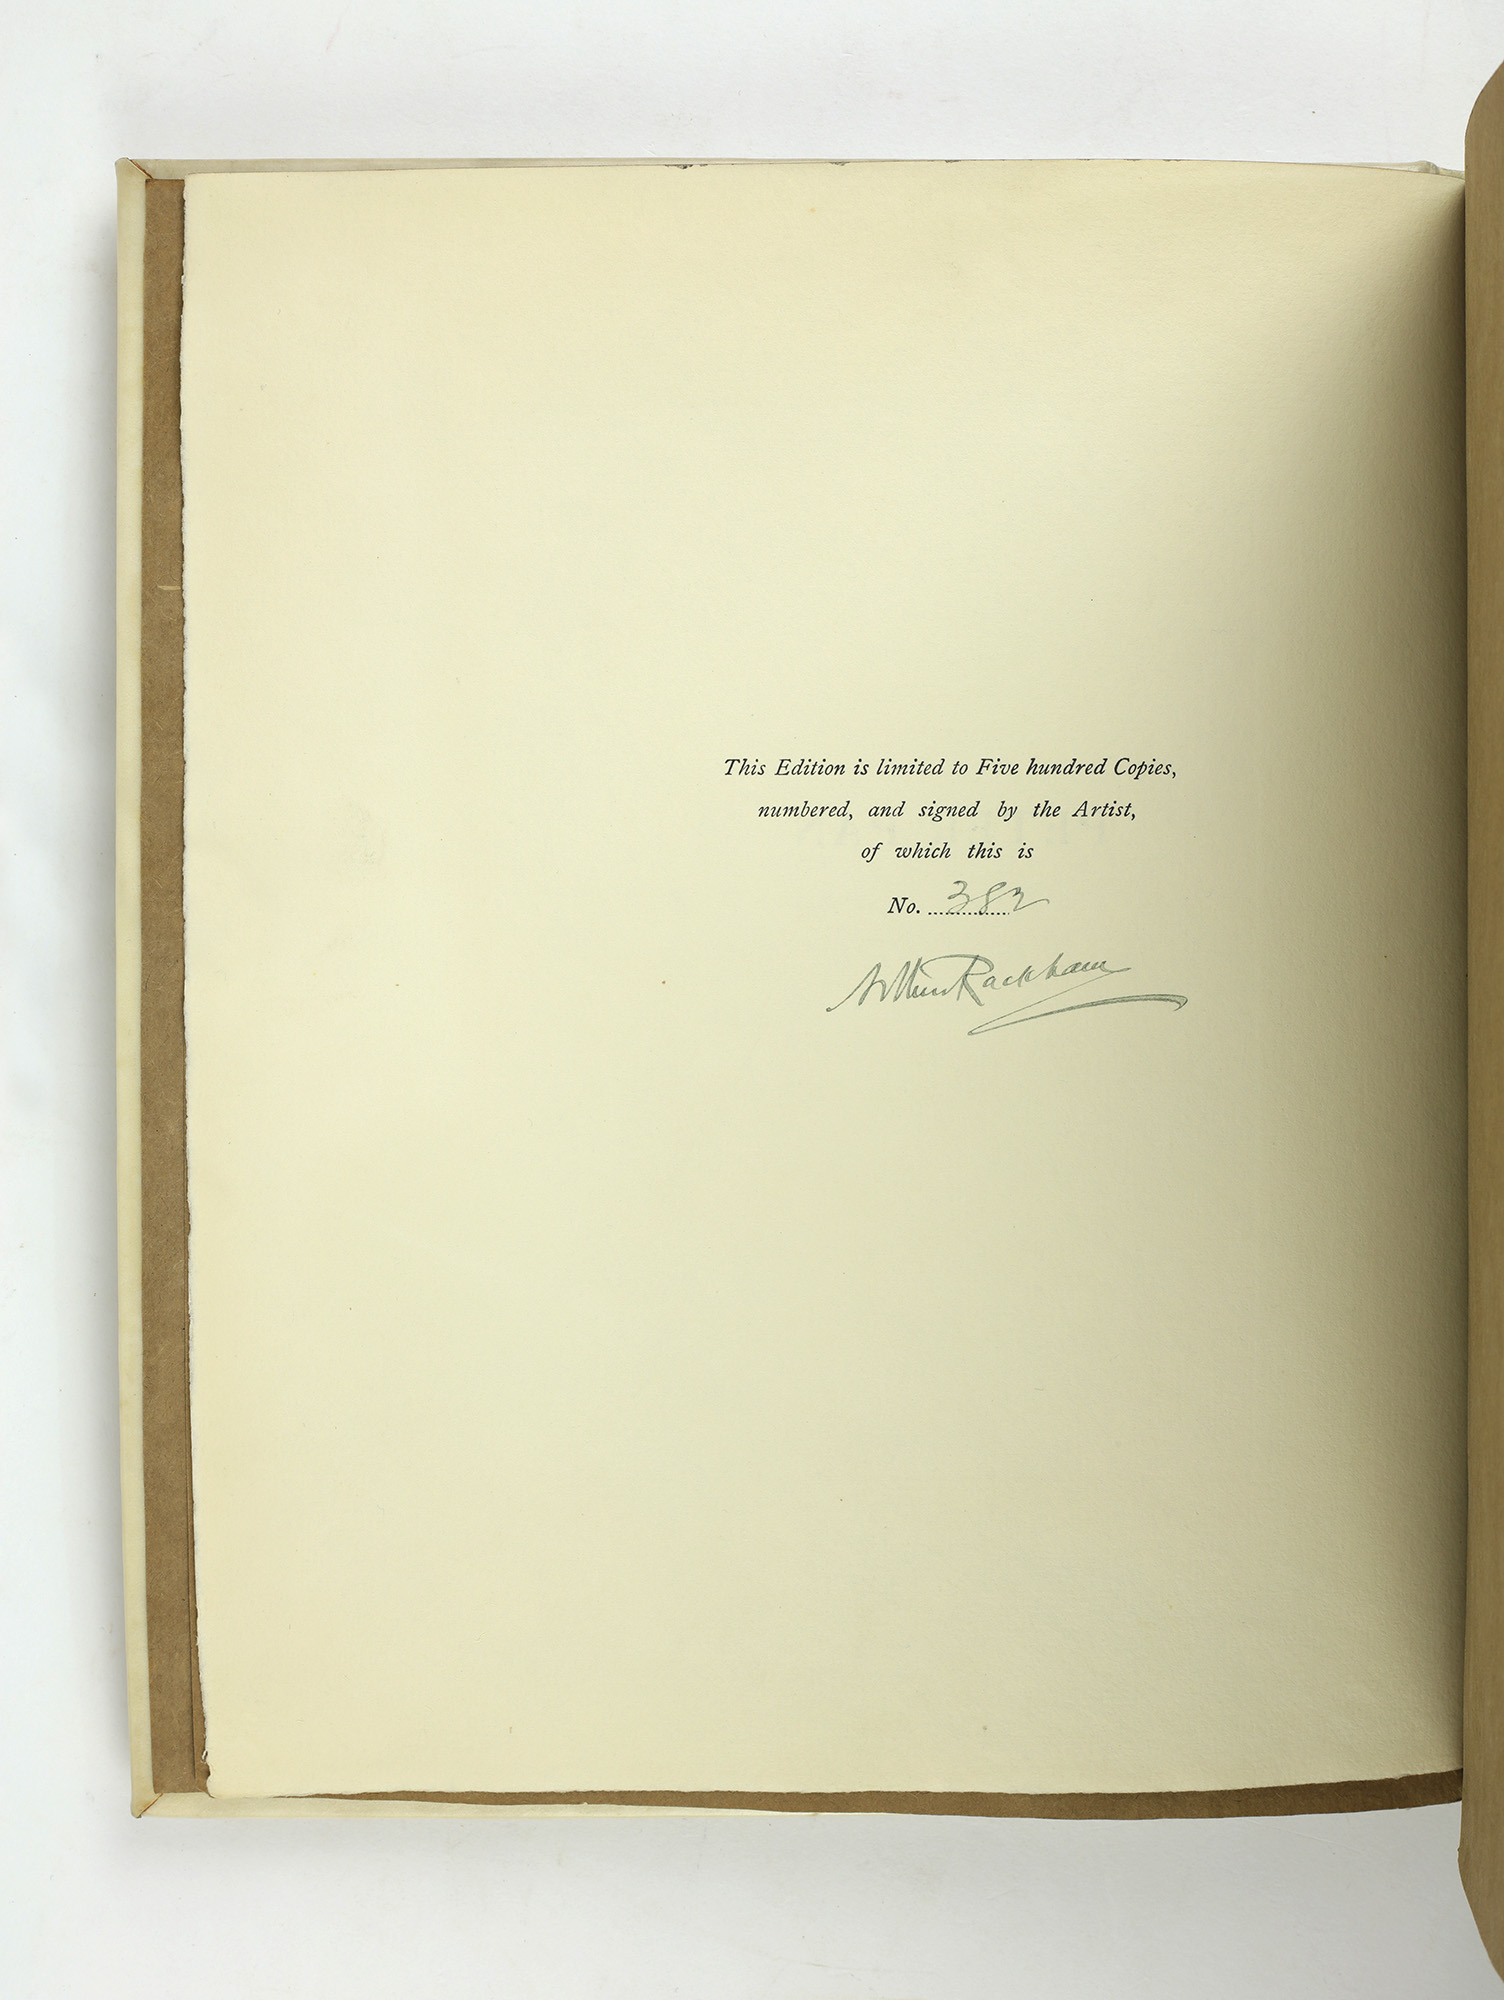 This Edition is limited to Five hundred Copies,
numbered, and signed by the Artist,
of which this is
No. 382
Arthur Rackham